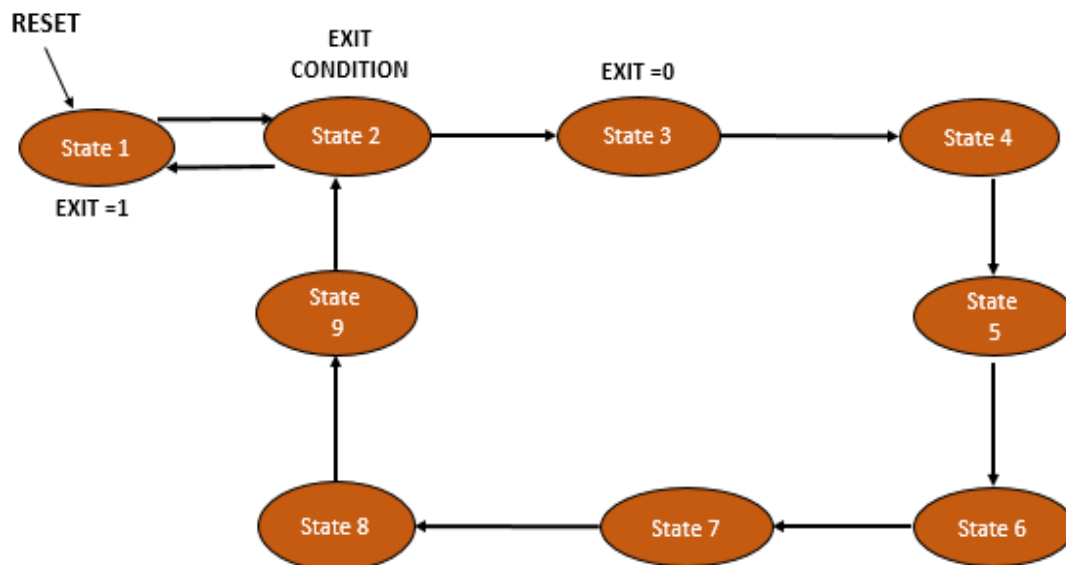 RESET
EXIT
CONDITION
EXIT =0
State 1
State 2
State 3
State 4
EXIT =1
State
9
State
5
State 8
State 7
State 6